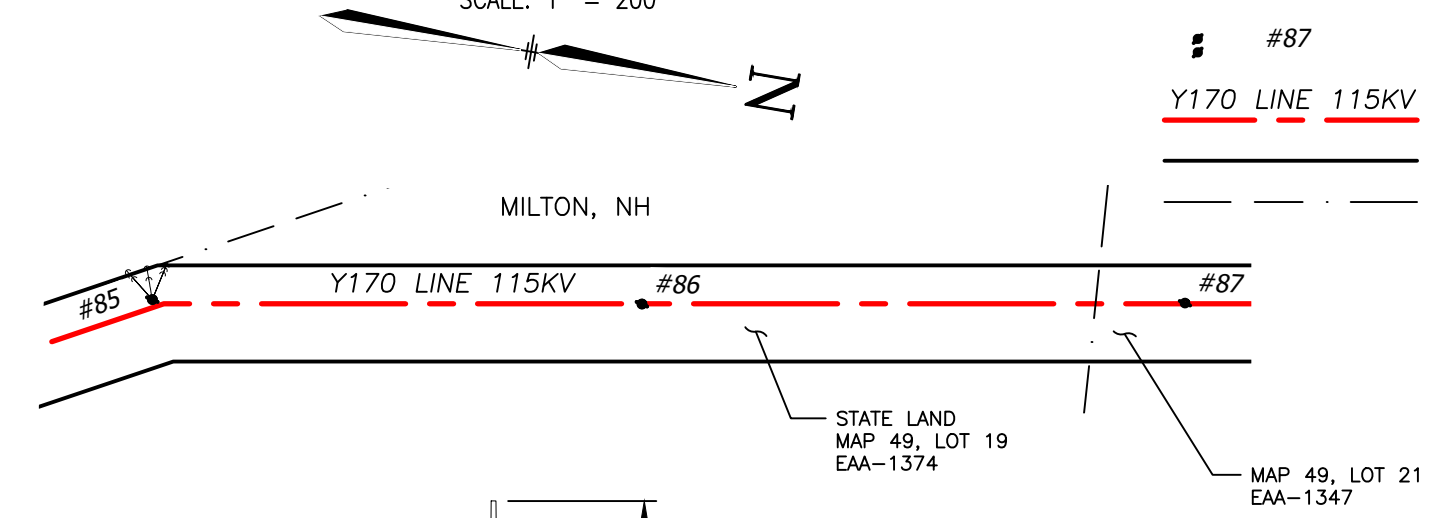 SCALE: 1" = 200'
N
#87
Y170 LINE 115KV
MILTON, NH
#85
Y170 LINE 115KV
#86
#87
STATE LAND
MAP 49, LOT 19
EAA-1374
MAP 49, LOT 21
EAA-1347